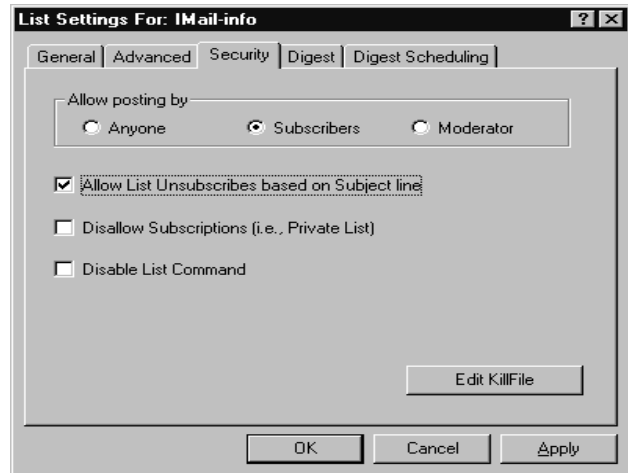 List Settings For: IMail-info
General Advanced Security Digest Digest Scheduling
Allow posting by
Anyone Subscribers Moderator
Allow List Unsubscribes based on Subject line
Disallow Subscriptions (i.e., Private List)
Disable List Command
Edit KillFile
OK Cancel Apply